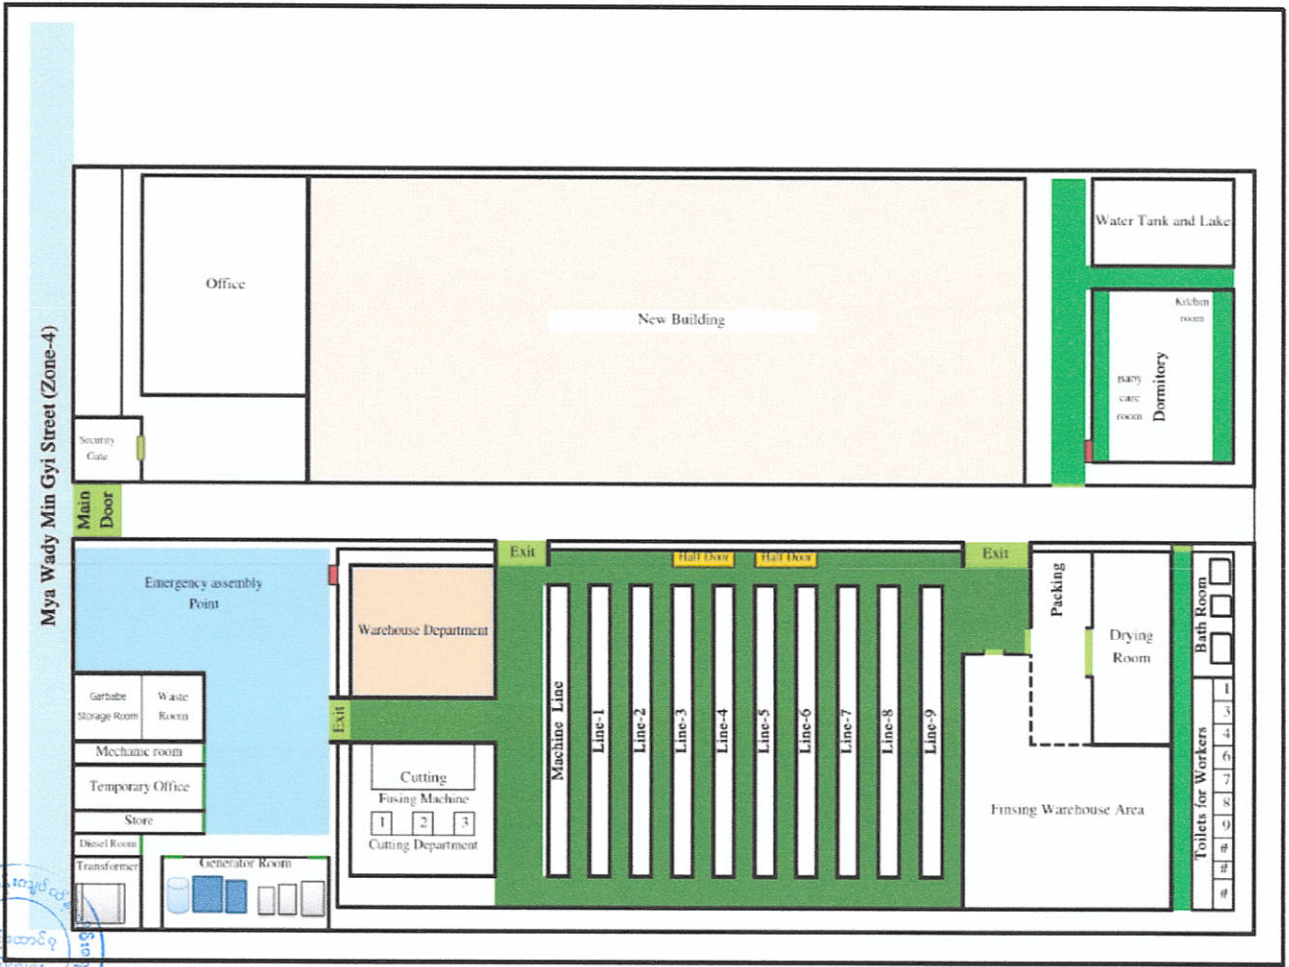 Water Tank and Lake
Office
Kitchen
room
New Building
Mya Wady Min Gyi Street (Zone-4)
care
room
Dormitory
Security
Gate
Main
Door
Exit
Half Door
Half Door
Exit
Emergency assembly
Point
Packing
Bath Room
Warehouse Department
Drying
Room
Garbabe
Storage Room
Waste
Room
Exit
Machine Line
Line-1
Line-2
Line-3
Line-4
Line-5
Line-6
Line-7
Line-8
Line-9
Mechanic room
Temporary Office
Store
Diesel Room
Transformer
Generator Room
Cutting
Fusing Machine
1 2 3
Cutting Department
Finsing Warehouse Area
Toilets for Workers
1
3
4
6
7
8
9
#
#
#